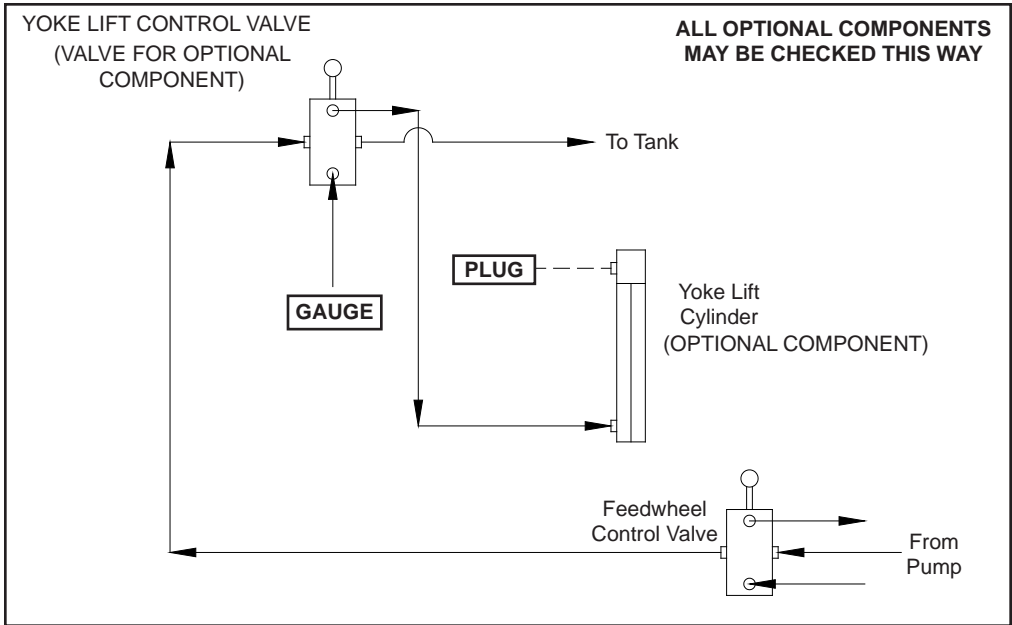 YOKE LIFT CONTROL VALVE
(VALVE FOR OPTIONAL
COMPONENT)
ALL OPTIONAL COMPONENTS
MAY BE CHECKED THIS WAY
To Tank
PLUG
GAUGE
Yoke Lift
Cylinder
(OPTIONAL COMPONENT)
Feedwheel
Control Valve
From
Pump